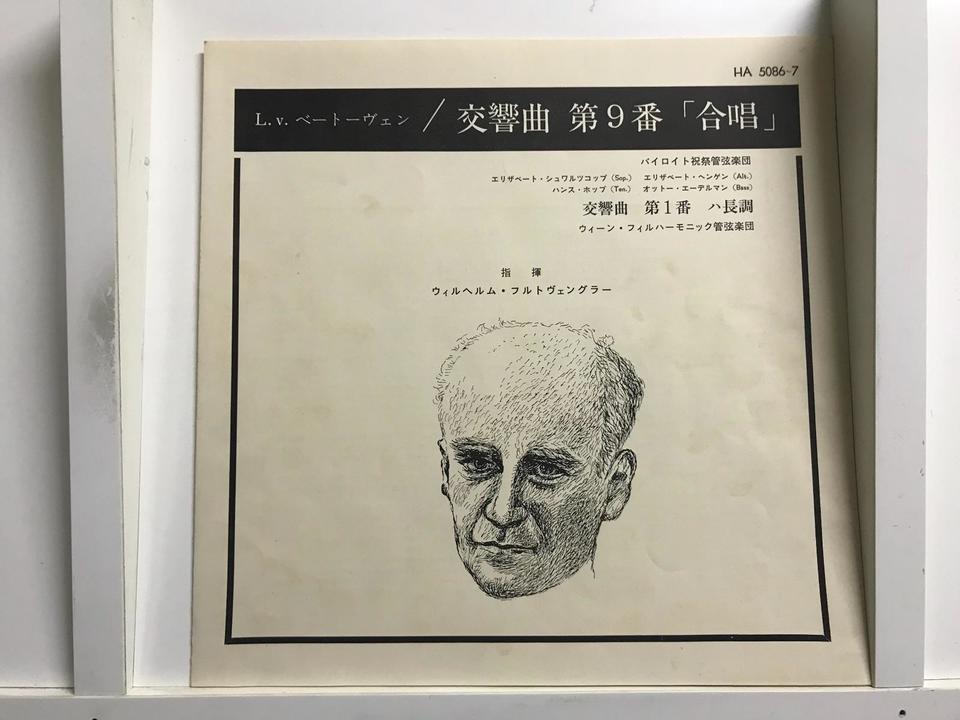 HA 5086-7
L. v. ベートーヴェン / 交響曲 第9番「合唱」
バイロイト祝祭管弦楽団
エリザベート・シュワルツコップ (Sop.) エリザベート・ヘンゲン (Alt.)
ハンス・ホップ (Ten.) オットー・エーデルマン (Bass)
交響曲 第1番 ハ長調
ウィーン・フィルハーモニック管弦楽団
指揮
ウィルヘルム・フルトヴェングラー